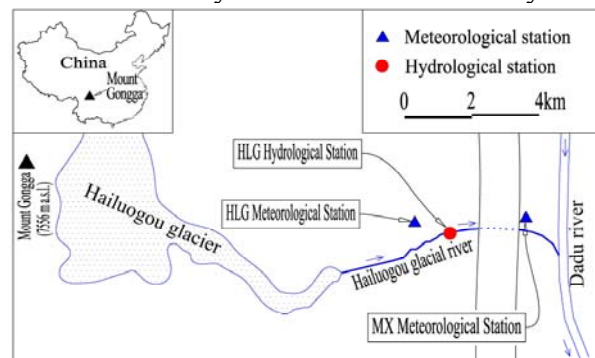 China
Mount
Gongga
Meteorological station
Hydrological station
0 2 4km
Mount Gongga
(7556 m a.s.l.)
Hailuogou glacier
HLG Hydrological Station
HLG Meteorological Station
Hailuogou glacial river
MX Meteorological Station
Dadu river